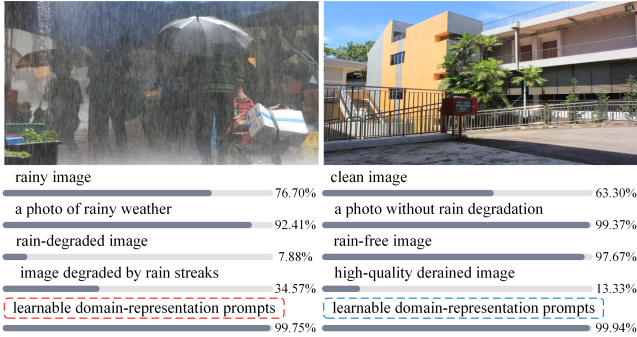 rainy image
76.70%
a photo of rainy weather
92.41%
rain-degraded image
7.88%
image degraded by rain streaks
34.57%
learnable domain-representation prompts
99.75%
clean image
63.30%
a photo without rain degradation
99.37%
rain-free image
97.67%
high-quality derained image
13.33%
learnable domain-representation prompts
99.94%